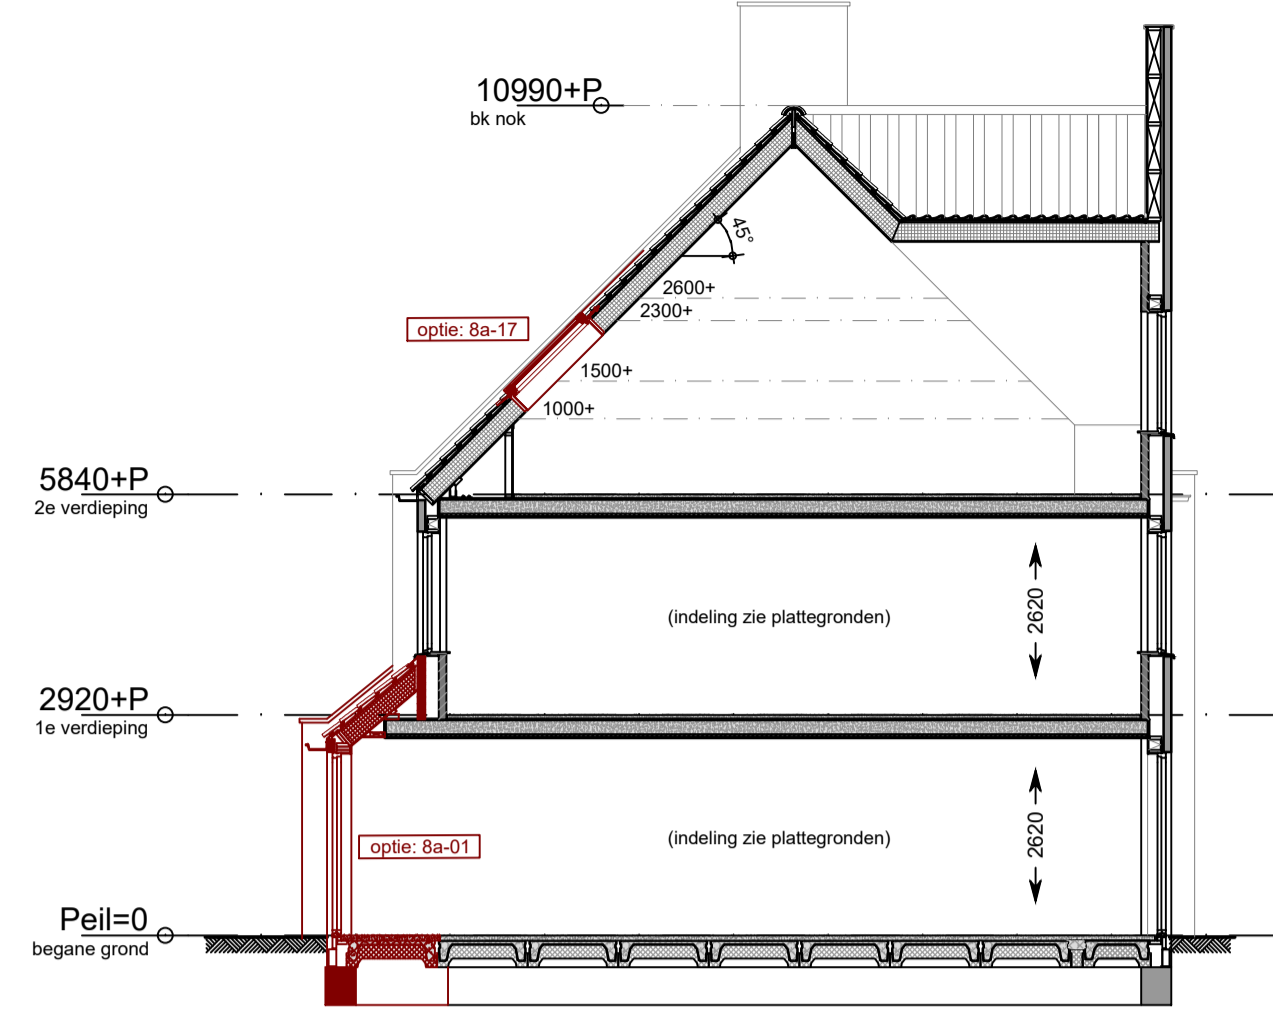 10990+P
bk nok
45°
2600+
2300+
optie: 8a-17
1500+
1000+
5840+P
2e verdieping
(indeling zie plattegronden)
2620
2920+P
1e verdieping
(indeling zie plattegronden)
2620
optie: 8a-01
Peil=0
begane grond